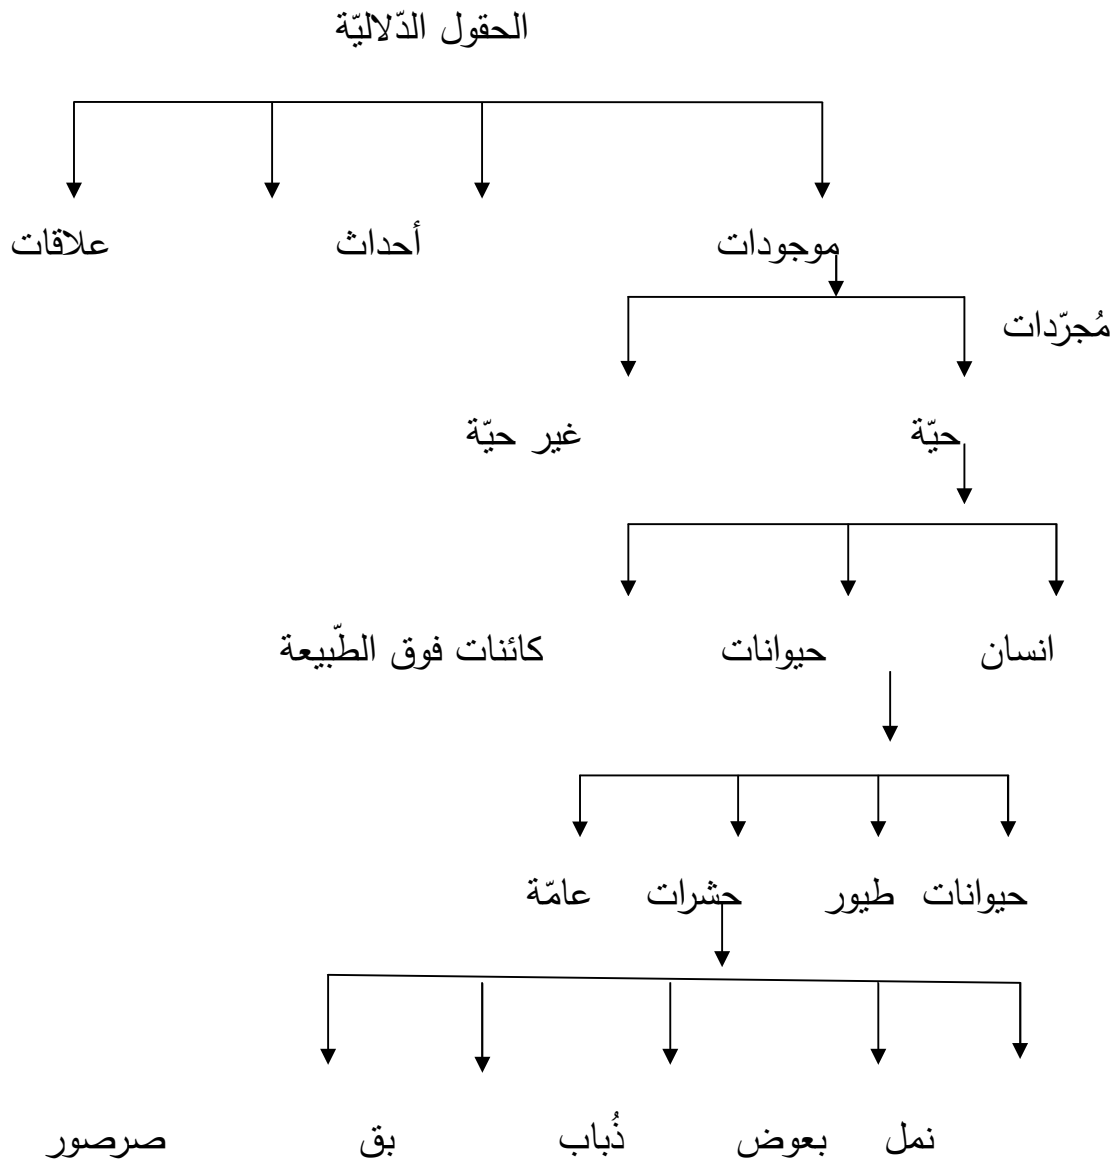 الحقول الدّلاليّة
موجودات أحداث علاقات
مُجرّدات
حيّة غير حيّة
انسان حيوانات كائنات فوق الطّبيعة
حيوانات طيور حشرات عامّة
نمل بعوض ذُباب بق صرصور